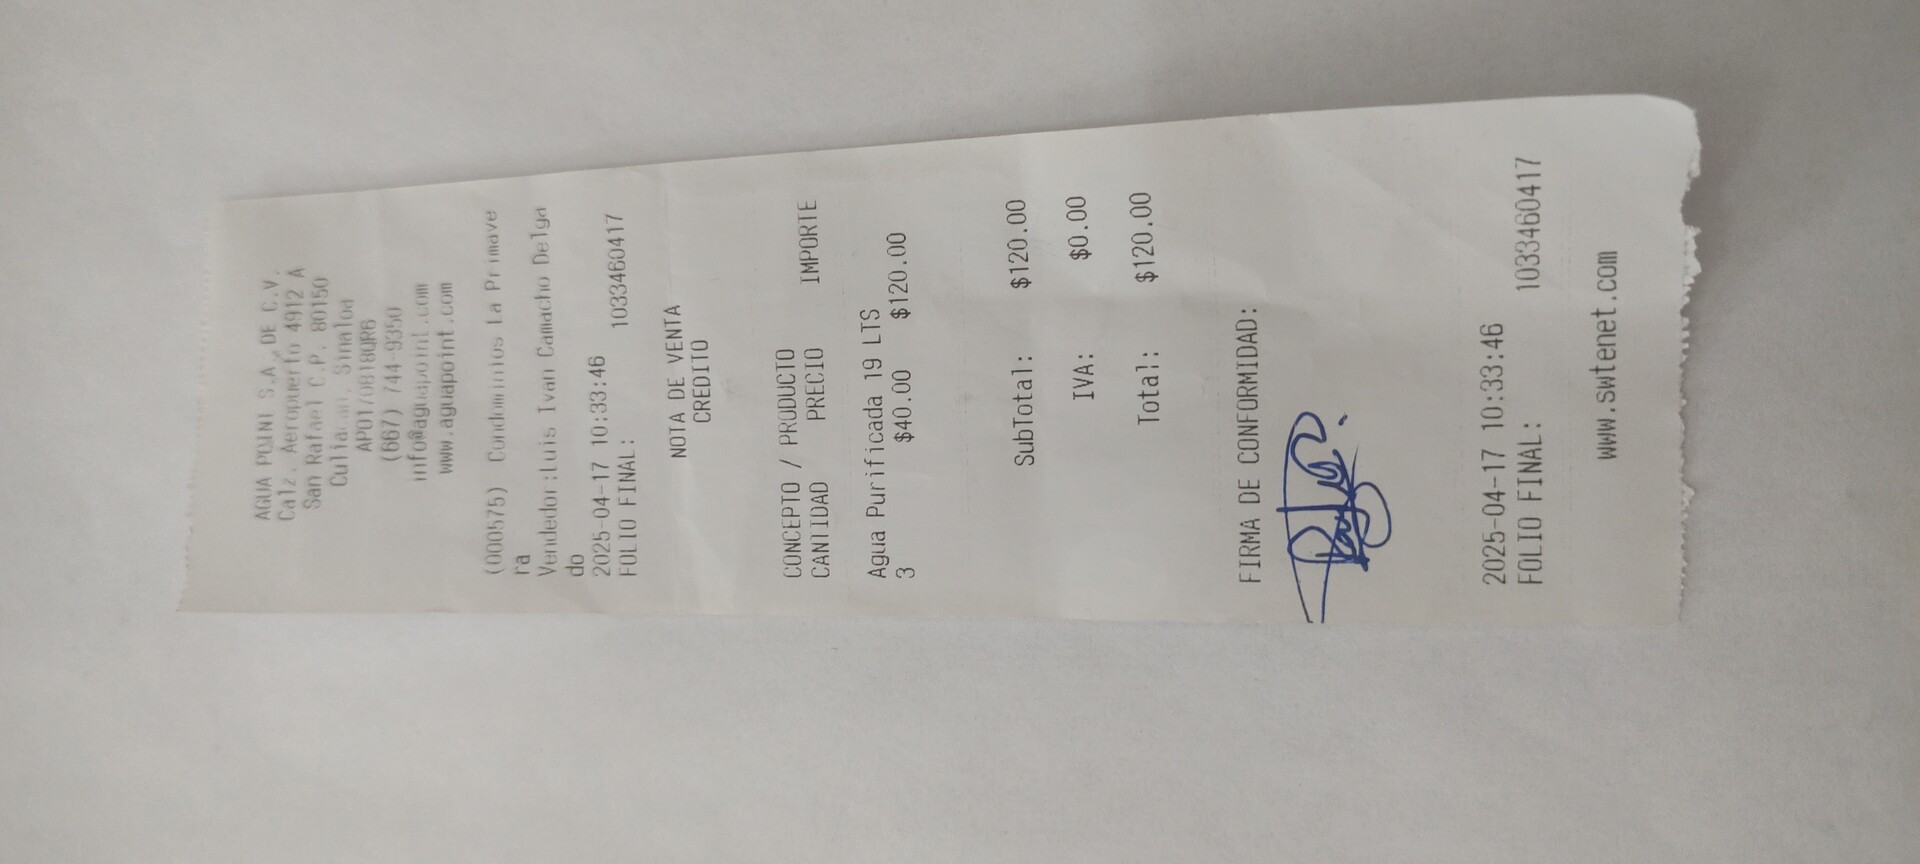 AGUA POINT S.A. DE C.V.
Calz. Aeropuerto 4912 A
San Rafael C.P. 80150
Culiacan, Sinaloa
APO170818QR6
(667) 744-9350
info@aguapoint.com
www.aguapoint.com
(000575) Condominios La Primave
ra
Vendedor:Luis Ivan Camacho Delga
do
2025-04-17 10:33:46
FOLIO FINAL: 1033460417
NOTA DE VENTA
CREDITO
CONCEPTO / PRODUCTO
CANTIDAD PRECIO IMPORTE
Agua Purificada 19 LTS
3 $40.00 $120.00
SubTotal: $120.00
IVA: $0.00
Total: $120.00
FIRMA DE CONFORMIDAD:
2025-04-17 10:33:46
FOLIO FINAL: 1033460417
www.swtenet.com